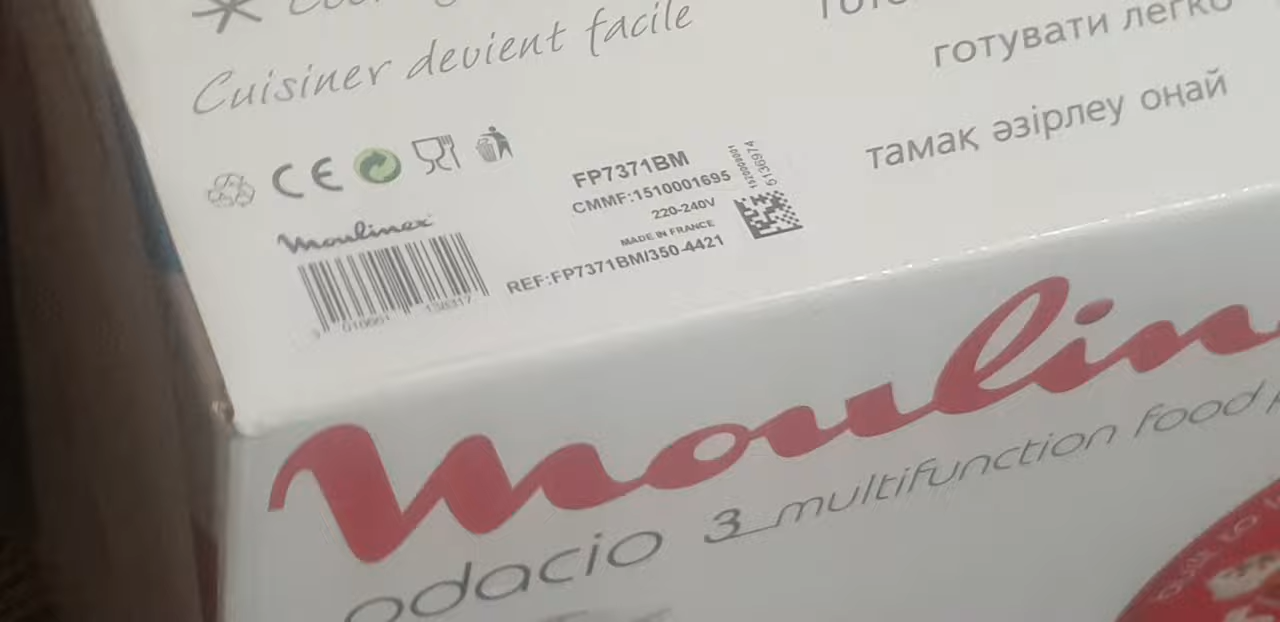 Cuisiner devient facile
готувати легко
тамақ әзірлеу оңай
CE
FP7371BM
CMMF:1510001695
220-240V
MADE IN FRANCE
REF:FP7371BM/350-4421
5136974
moulinex
moulin
odacio 3 multifunction food